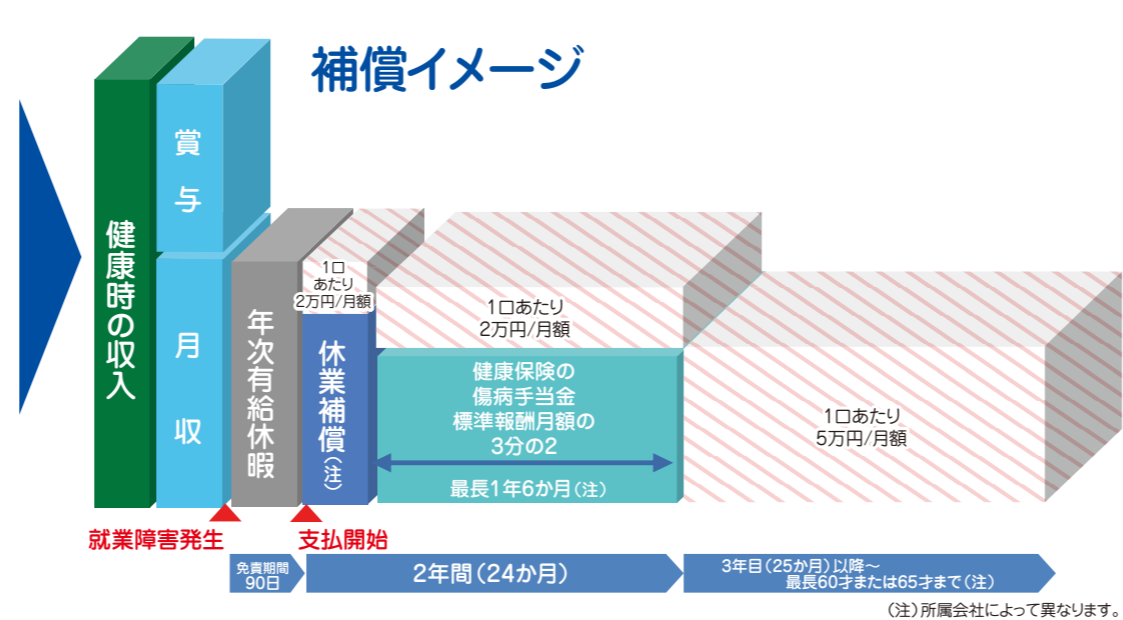 補償イメージ
健康時の収入
賞与
月収
年次有給休暇
1口
あたり
2万円/月額
休業補償(注)
1口あたり
2万円/月額
健康保険の
傷病手当金
標準報酬月額の
3分の2
最長1年6か月(注)
1口あたり
5万円/月額
就業障害発生
支払開始
免責期間
90日
2年間(24か月)
3年目(25か月)以降~
最長60才または65才まで(注)
(注)所属会社によって異なります。